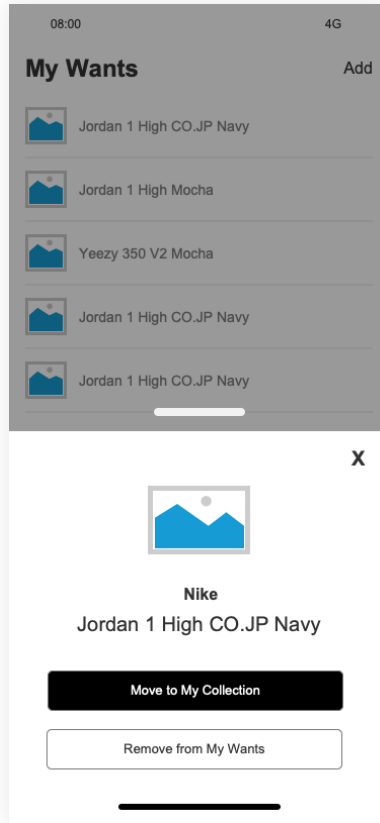 08:00 4G
My Wants Add
Jordan 1 High CO.JP Navy
Jordan 1 High Mocha
Yeezy 350 V2 Mocha
Jordan 1 High CO.JP Navy
Jordan 1 High CO.JP Navy
X
Nike
Jordan 1 High CO.JP Navy
Move to My Collection
Remove from My Wants